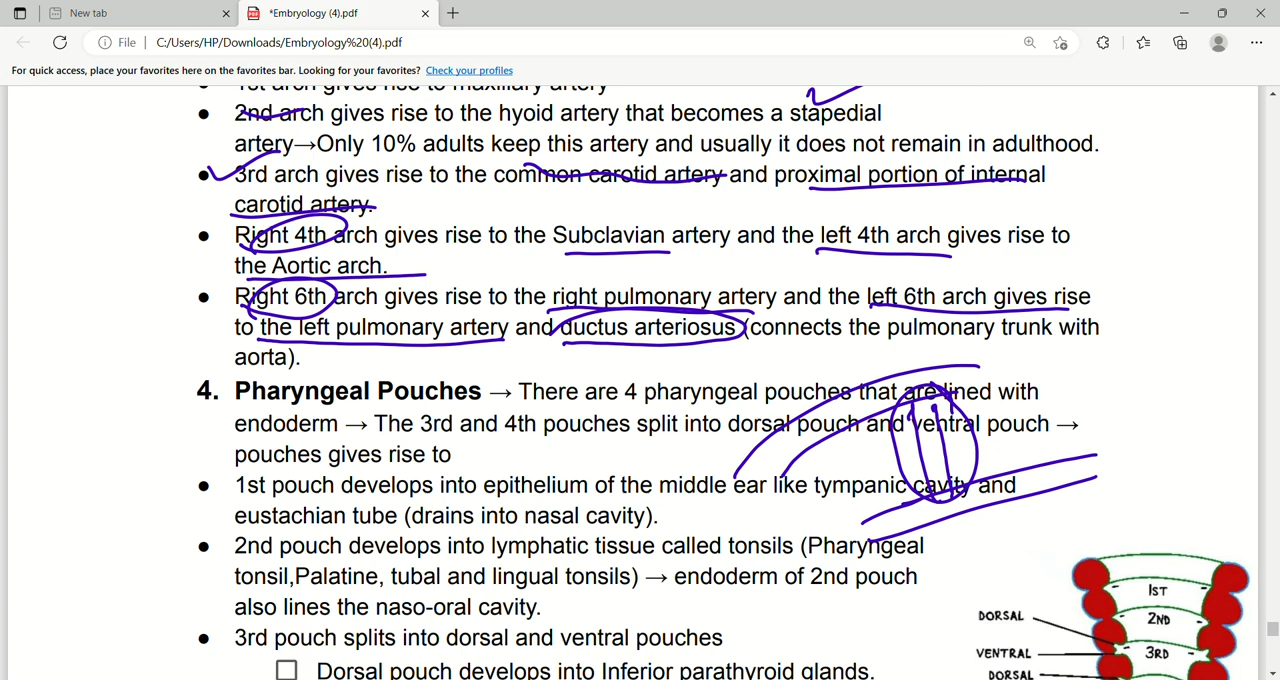 New tab
*Embryology (4).pdf
File
C:/Users/HP/Downloads/Embryology%20(4).pdf
For quick access, place your favorites here on the favorites bar. Looking for your favorites? Check your profiles
1st arch gives rise to maxillary artery
● 2nd arch gives rise to the hyoid artery that becomes a stapedial
artery→Only 10% adults keep this artery and usually it does not remain in adulthood.
● 3rd arch gives rise to the common carotid artery and proximal portion of internal
carotid artery.
● Right 4th arch gives rise to the Subclavian artery and the left 4th arch gives rise to
the Aortic arch.
● Right 6th arch gives rise to the right pulmonary artery and the left 6th arch gives rise
to the left pulmonary artery and ductus arteriosus (connects the pulmonary trunk with
aorta).
4. Pharyngeal Pouches → There are 4 pharyngeal pouches that are lined with
endoderm → The 3rd and 4th pouches split into dorsal pouch and ventral pouch →
pouches gives rise to
● 1st pouch develops into epithelium of the middle ear like tympanic cavity and
eustachian tube (drains into nasal cavity).
● 2nd pouch develops into lymphatic tissue called tonsils (Pharyngeal
tonsil,Palatine, tubal and lingual tonsils) → endoderm of 2nd pouch
also lines the naso-oral cavity.
● 3rd pouch splits into dorsal and ventral pouches
Dorsal pouch develops into Inferior parathyroid glands.
1ST
DORSAL
2ND
VENTRAL
3RD
DORSAL